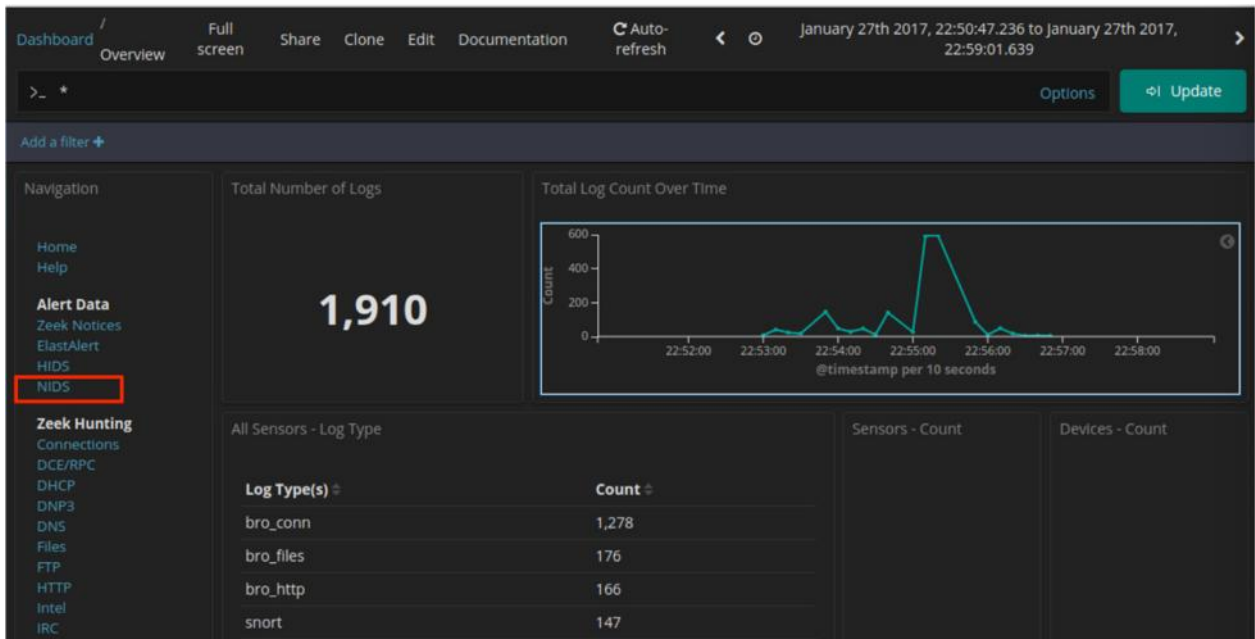 Dashboard / Overview
Full screen
Share
Clone
Edit
Documentation
Auto-refresh
January 27th 2017, 22:50:47.236 to January 27th 2017, 22:59:01.639
>_ *
Options
Update
Add a filter +
Navigation
Home
Help
Alert Data
Zeek Notices
ElastAlert
HIDS
NIDS
Zeek Hunting
Connections
DCE/RPC
DHCP
DNP3
DNS
Files
FTP
HTTP
Intel
IRC
Total Number of Logs
1,910
Total Log Count Over Time
Count
600
400
200
0
22:52:00 22:53:00 22:54:00 22:55:00 22:56:00 22:57:00 22:58:00
@timestamp per 10 seconds
All Sensors - Log Type
Log Type(s) Count
bro_conn 1,278
bro_files 176
bro_http 166
snort 147
Sensors - Count
Devices - Count